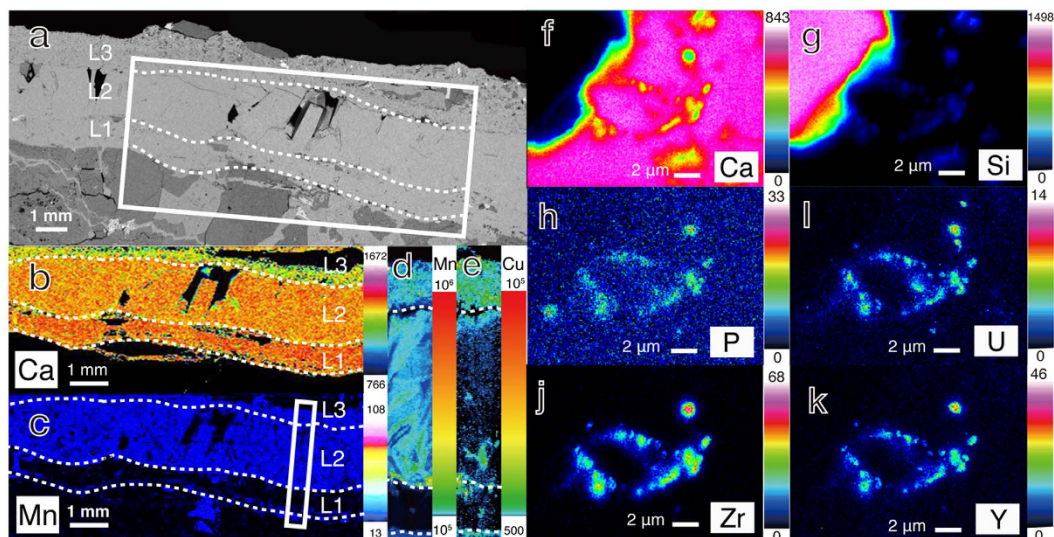 a
L3
L2
L1
1 mm
b
L3
L2
L1
Ca
1 mm
1672
766
c
L3
L2
L1
Mn
1 mm
108
13
d
Mn
10⁶
10⁵
e
Cu
10⁵
500
f
2 µm
Ca
843
0
g
2 µm
Si
1498
0
h
2 µm
P
33
0
l
2 µm
U
14
0
j
2 µm
Zr
68
0
k
2 µm
Y
46
0